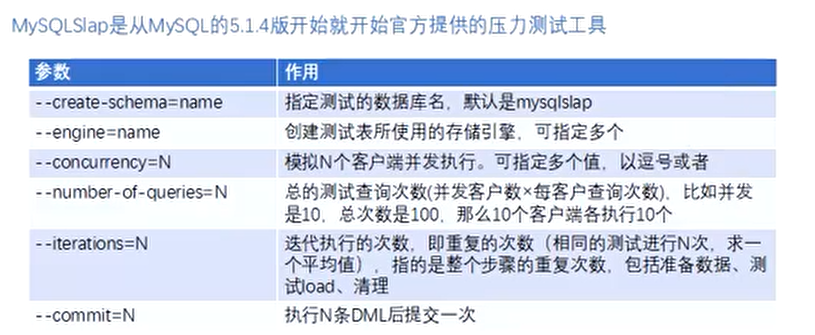 MySQLSlap是从MySQL的5.1.4版开始就开始官方提供的压力测试工具
参数 作用
--create-schema=name 指定测试的数据库名，默认是mysqlslap
--engine=name 创建测试表所使用的存储引擎，可指定多个
--concurrency=N 模拟N个客户端并发执行。可指定多个值，以逗号或者
--number-of-queries=N 总的测试查询次数(并发客户数×每客户查询次数)，比如并发
是10，总次数是100，那么10个客户端各执行10个
--iterations=N 迭代执行的次数，即重复的次数（相同的测试进行N次，求一
个平均值），指的是整个步骤的重复次数，包括准备数据、测
试load、清理
--commit=N 执行N条DML后提交一次